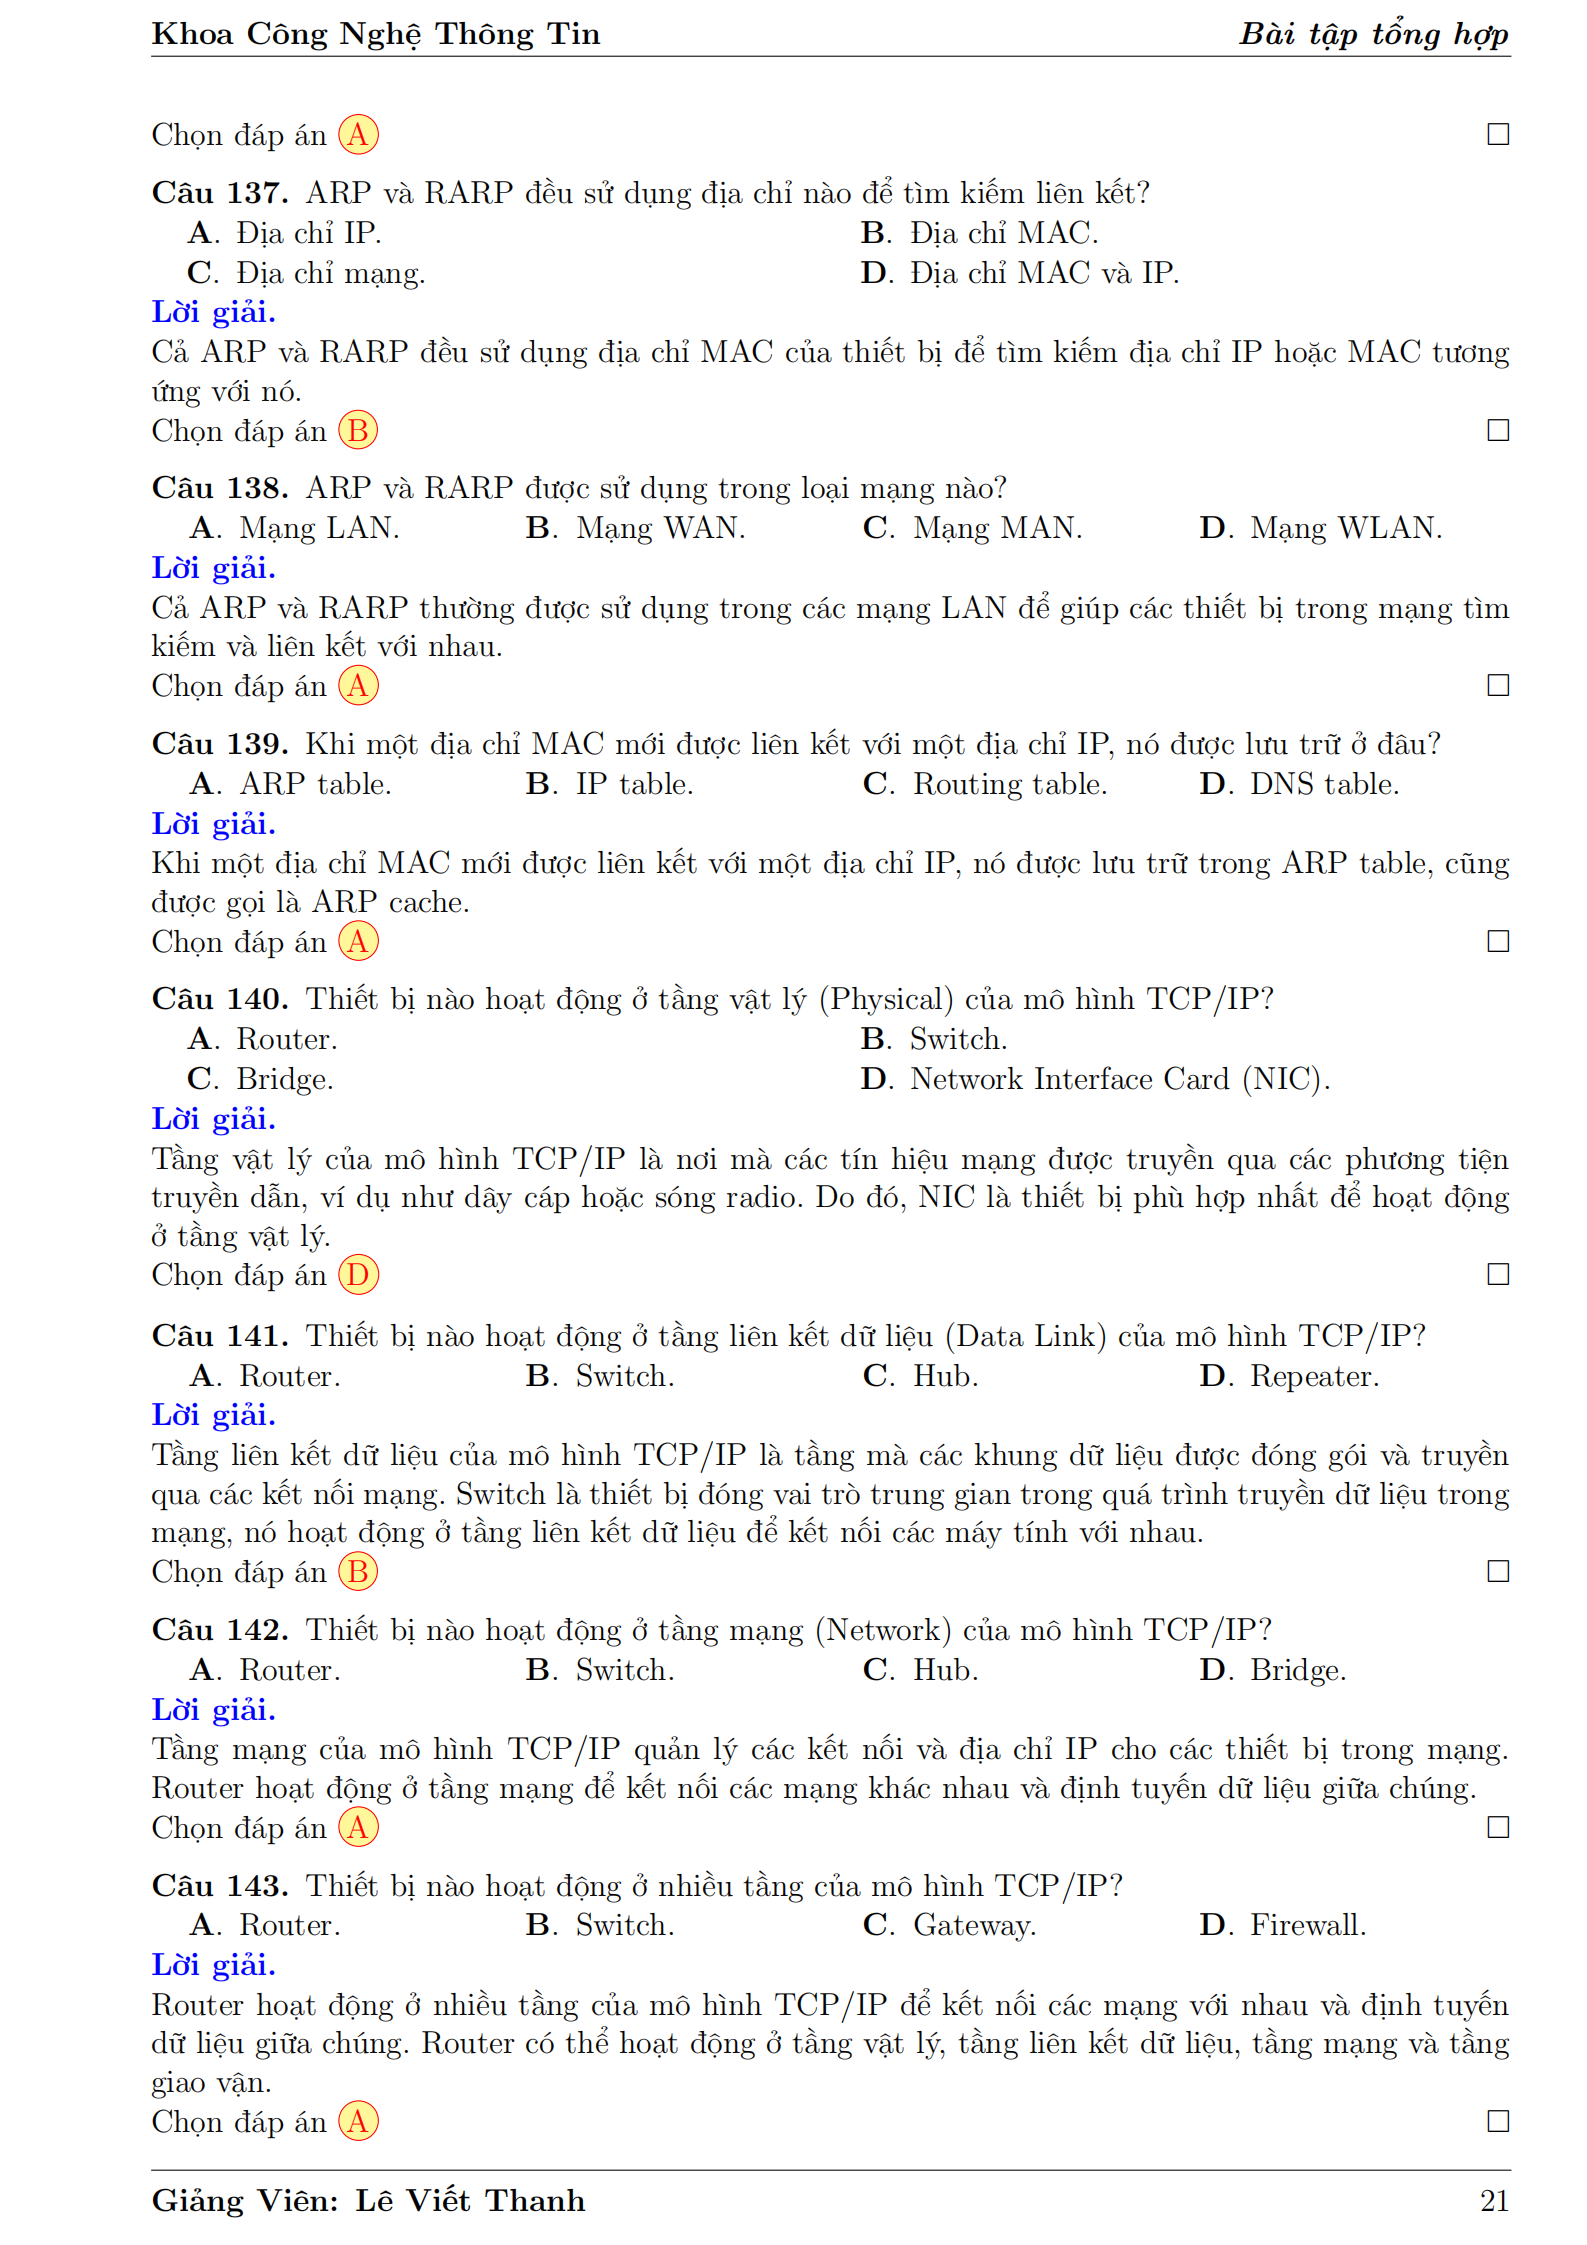 Khoa Công Nghệ Thông Tin Bài tập tổng hợp
Chọn đáp án A □
Câu 137. ARP và RARP đều sử dụng địa chỉ nào để tìm kiếm liên kết?
A. Địa chỉ IP. B. Địa chỉ MAC.
C. Địa chỉ mạng. D. Địa chỉ MAC và IP.
Lời giải.
Cả ARP và RARP đều sử dụng địa chỉ MAC của thiết bị để tìm kiếm địa chỉ IP hoặc MAC tương
ứng với nó.
Chọn đáp án B □
Câu 138. ARP và RARP được sử dụng trong loại mạng nào?
A. Mạng LAN. B. Mạng WAN. C. Mạng MAN. D. Mạng WLAN.
Lời giải.
Cả ARP và RARP thường được sử dụng trong các mạng LAN để giúp các thiết bị trong mạng tìm
kiếm và liên kết với nhau.
Chọn đáp án A □
Câu 139. Khi một địa chỉ MAC mới được liên kết với một địa chỉ IP, nó được lưu trữ ở đâu?
A. ARP table. B. IP table. C. Routing table. D. DNS table.
Lời giải.
Khi một địa chỉ MAC mới được liên kết với một địa chỉ IP, nó được lưu trữ trong ARP table, cũng
được gọi là ARP cache.
Chọn đáp án A □
Câu 140. Thiết bị nào hoạt động ở tầng vật lý (Physical) của mô hình TCP/IP?
A. Router. B. Switch.
C. Bridge. D. Network Interface Card (NIC).
Lời giải.
Tầng vật lý của mô hình TCP/IP là nơi mà các tín hiệu mạng được truyền qua các phương tiện
truyền dẫn, ví dụ như dây cáp hoặc sóng radio. Do đó, NIC là thiết bị phù hợp nhất để hoạt động
ở tầng vật lý.
Chọn đáp án D □
Câu 141. Thiết bị nào hoạt động ở tầng liên kết dữ liệu (Data Link) của mô hình TCP/IP?
A. Router. B. Switch. C. Hub. D. Repeater.
Lời giải.
Tầng liên kết dữ liệu của mô hình TCP/IP là tầng mà các khung dữ liệu được đóng gói và truyền
qua các kết nối mạng. Switch là thiết bị đóng vai trò trung gian trong quá trình truyền dữ liệu trong
mạng, nó hoạt động ở tầng liên kết dữ liệu để kết nối các máy tính với nhau.
Chọn đáp án B □
Câu 142. Thiết bị nào hoạt động ở tầng mạng (Network) của mô hình TCP/IP?
A. Router. B. Switch. C. Hub. D. Bridge.
Lời giải.
Tầng mạng của mô hình TCP/IP quản lý các kết nối và địa chỉ IP cho các thiết bị trong mạng.
Router hoạt động ở tầng mạng để kết nối các mạng khác nhau và định tuyến dữ liệu giữa chúng.
Chọn đáp án A □
Câu 143. Thiết bị nào hoạt động ở nhiều tầng của mô hình TCP/IP?
A. Router. B. Switch. C. Gateway. D. Firewall.
Lời giải.
Router hoạt động ở nhiều tầng của mô hình TCP/IP để kết nối các mạng với nhau và định tuyến
dữ liệu giữa chúng. Router có thể hoạt động ở tầng vật lý, tầng liên kết dữ liệu, tầng mạng và tầng
giao vận.
Chọn đáp án A □
Giảng Viên: Lê Viết Thanh 21